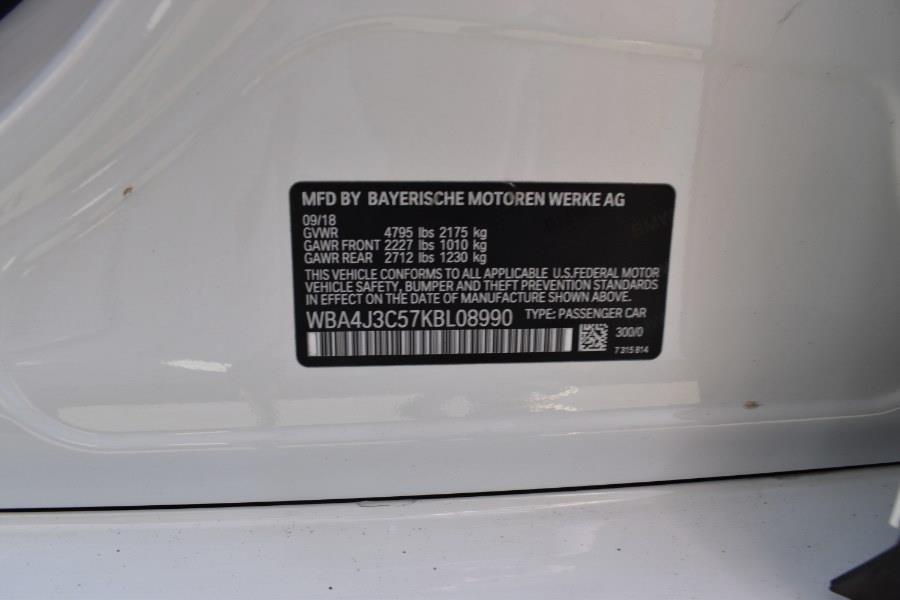 MFD BY BAYERISCHE MOTOREN WERKE AG
09/18
GVWR 4795 lbs 2175 kg
GAWR FRONT 2227 lbs 1010 kg
GAWR REAR 2712 lbs 1230 kg
THIS VEHICLE CONFORMS TO ALL APPLICABLE U.S.FEDERAL MOTOR
VEHICLE SAFETY, BUMPER AND THEFT PREVENTION STANDARDS
IN EFFECT ON THE DATE OF MANUFACTURE SHOWN ABOVE.
WBA4J3C57KBL08990 TYPE: PASSENGER CAR
300/0
7 315 814